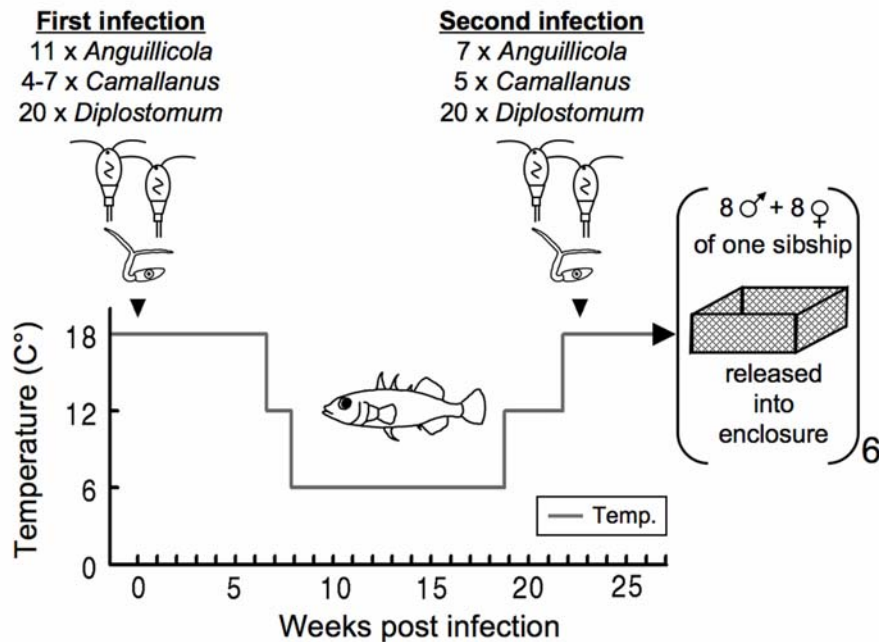 First infection
11 x Anguillicola
4-7 x Camallanus
20 x Diplostomum
Second infection
7 x Anguillicola
5 x Camallanus
20 x Diplostomum
8 ♂ + 8 ♀
of one sibship
released
into
enclosure
6
Temperature (C°)
18
12
6
0
Temp.
0 5 10 15 20 25
Weeks post infection